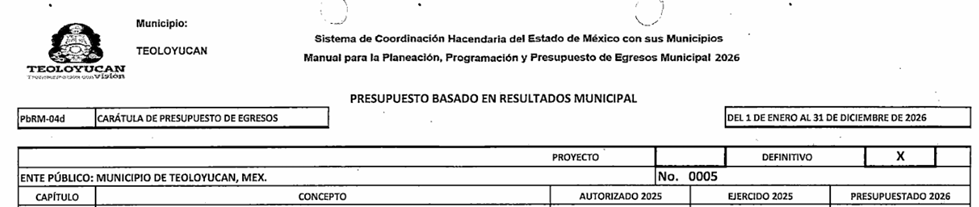 Municipio:
TEOLOYUCAN
TEOLOYUCAN
Sistema de Coordinación Hacendaria del Estado de México con sus Municipios
Manual para la Planeación, Programación y Presupuesto de Egresos Municipal 2026
PRESUPUESTO BASADO EN RESULTADOS MUNICIPAL
PbRM-04d CARÁTULA DE PRESUPUESTO DE EGRESOS DEL 1 DE ENERO AL 31 DE DICIEMBRE DE 2026
PROYECTO DEFINITIVO X
ENTE PÚBLICO: MUNICIPIO DE TEOLOYUCAN, MEX. No. 0005
CAPÍTULO CONCEPTO AUTORIZADO 2025 EJERCIDO 2025 PRESUPUESTADO 2026